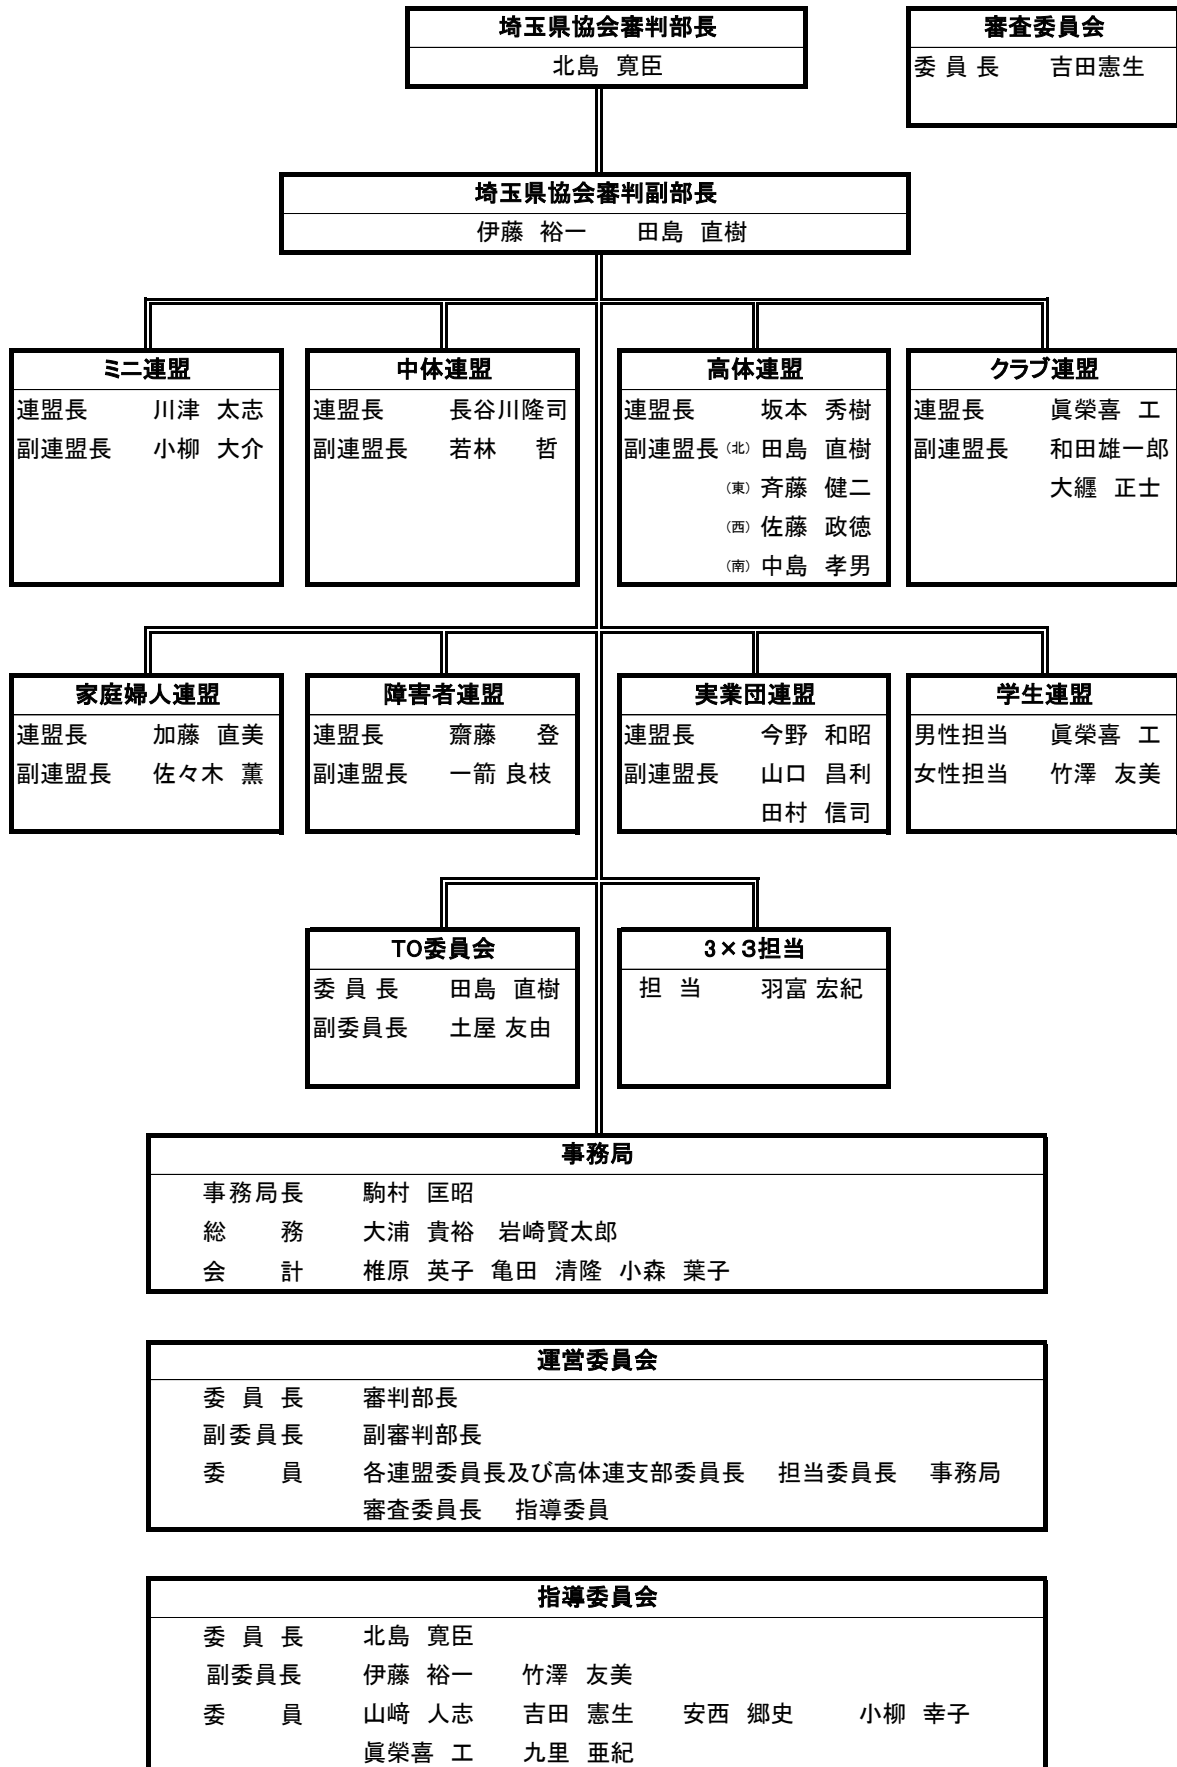 埼玉県協会審判部長
北島 寛臣
審査委員会
委 員 長 吉田憲生
埼玉県協会審判副部長
伊藤 裕一 田島 直樹
ミニ連盟
連盟長 川津 太志
副連盟長 小柳 大介
中体連盟
連盟長 長谷川隆司
副連盟長 若林 哲
高体連盟
連盟長 坂本 秀樹
副連盟長 (北) 田島 直樹
(東) 斉藤 健二
(西) 佐藤 政徳
(南) 中島 孝男
クラブ連盟
連盟長 眞榮喜 工
副連盟長 和田雄一郎
大纒 正士
家庭婦人連盟
連盟長 加藤 直美
副連盟長 佐々木 薫
障害者連盟
連盟長 齋藤 登
副連盟長 一箭 良枝
実業団連盟
連盟長 今野 和昭
副連盟長 山口 昌利
田村 信司
学生連盟
男性担当 眞榮喜 工
女性担当 竹澤 友美
TO委員会
委 員 長 田島 直樹
副委員長 土屋 友由
3×3担当
担 当 羽富 宏紀
事務局
事務局長 駒村 匡昭
総 務 大浦 貴裕 岩崎賢太郎
会 計 椎原 英子 亀田 清隆 小森 葉子
運営委員会
委 員 長 審判部長
副委員長 副審判部長
委 員 各連盟委員長及び高体連支部委員長 担当委員長 事務局
審査委員長 指導委員
指導委員会
委 員 長 北島 寛臣
副委員長 伊藤 裕一 竹澤 友美
委 員 山﨑 人志 吉田 憲生 安西 郷史 小柳 幸子
眞榮喜 工 九里 亜紀